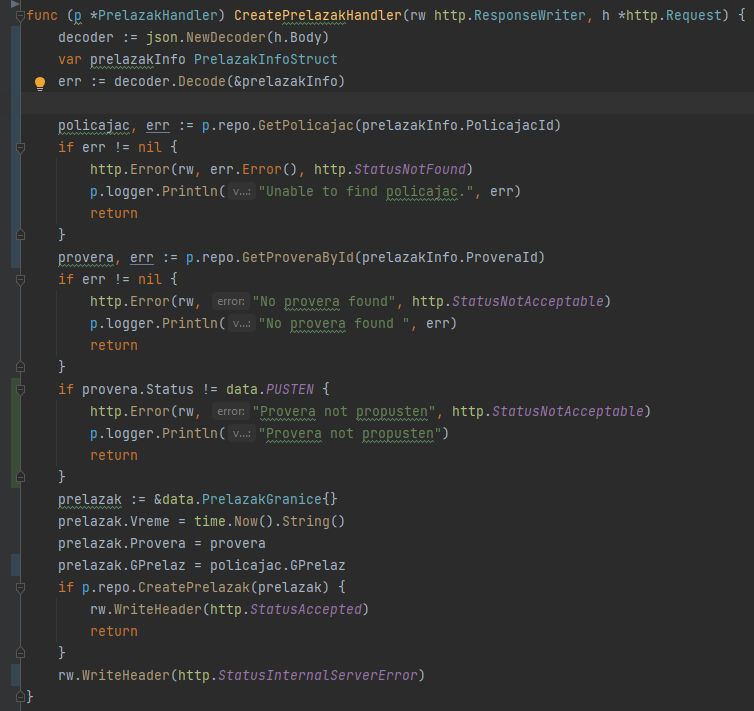 func (p *PrelazakHandler) CreatePrelazakHandler(rw http.ResponseWriter, h *http.Request) {
    decoder := json.NewDecoder(h.Body)
    var prelazakInfo PrelazakInfoStruct
    err := decoder.Decode(&prelazakInfo)

    policajac, err := p.repo.GetPolicajac(prelazakInfo.PolicajacId)
    if err != nil {
        http.Error(rw, err.Error(), http.StatusNotFound)
        p.logger.Println( v...: "Unable to find policajac.", err)
        return
    }
    provera, err := p.repo.GetProveraById(prelazakInfo.ProveraId)
    if err != nil {
        http.Error(rw, error: "No provera found", http.StatusNotAcceptable)
        p.logger.Println( v...: "No provera found ", err)
        return
    }
    if provera.Status != data.PUSTEN {
        http.Error(rw, error: "Provera not propusten", http.StatusNotAcceptable)
        p.logger.Println( v...: "Provera not propusten")
        return
    }
    prelazak := &data.PrelazakGranice{}
    prelazak.Vreme = time.Now().String()
    prelazak.Provera = provera
    prelazak.GPrelaz = policajac.GPrelaz
    if p.repo.CreatePrelazak(prelazak) {
        rw.WriteHeader(http.StatusAccepted)
        return
    }
    rw.WriteHeader(http.StatusInternalServerError)
}